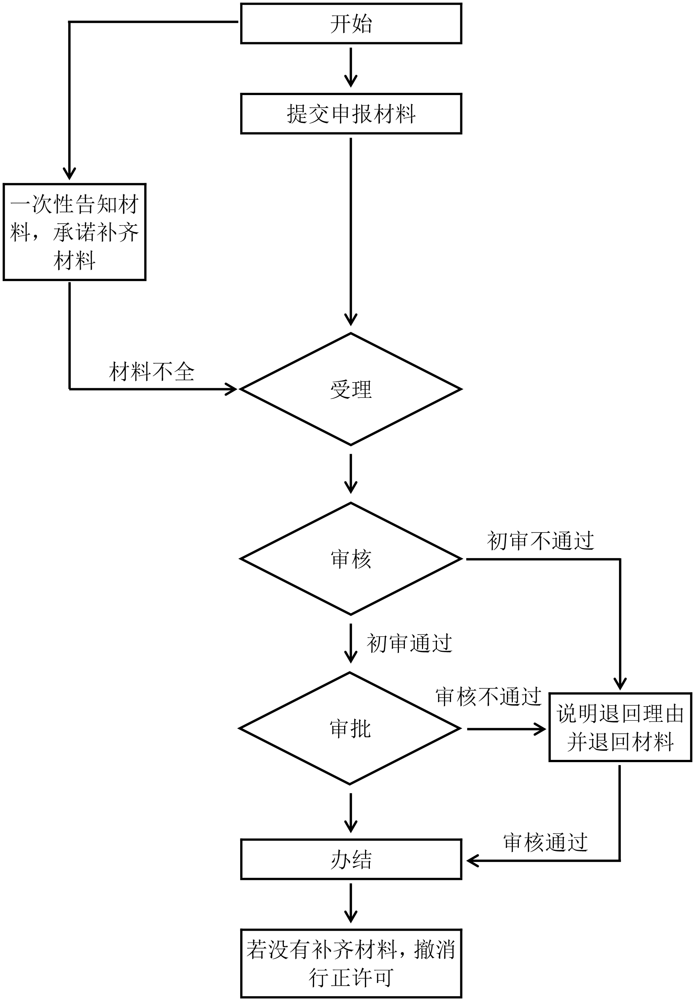 开始
提交申报材料
一次性告知材
料，承诺补齐
材料
材料不全
受理
审核
初审不通过
初审通过
审批
审核不通过
说明退回理由
并退回材料
审核通过
办结
若没有补齐材料，撤消
行正许可